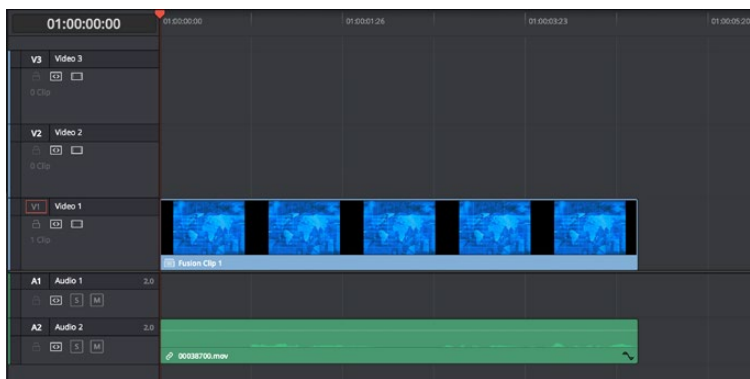 01:00:00:00
01:00:00:00 01:00:01:26 01:00:03:23 01:00:05:20
V3 Video 3
0 Clip
V2 Video 2
0 Clip
V1 Video 1
1 Clip
Fusion Clip 1
A1 Audio 1 2.0
S M
A2 Audio 2 2.0
S M
00038700.mov